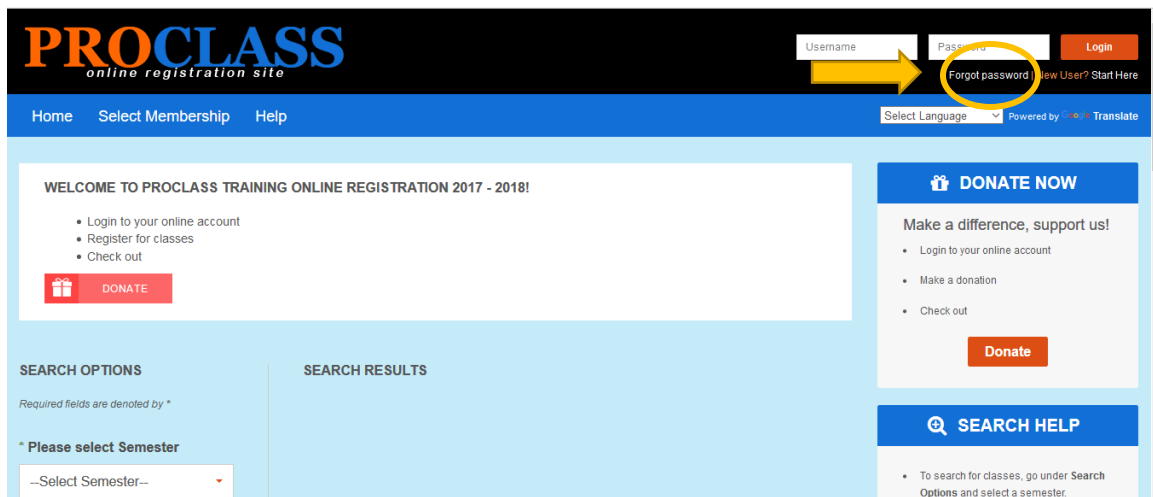 PROCLASS
online registration site
Username
Password
Login
Forgot password | New User? Start Here
Home
Select Membership
Help
Select Language
Powered by Google Translate
WELCOME TO PROCLASS TRAINING ONLINE REGISTRATION 2017 - 2018!
• Login to your online account
• Register for classes
• Check out
DONATE
DONATE NOW
Make a difference, support us!
• Login to your online account
• Make a donation
• Check out
Donate
SEARCH OPTIONS
Required fields are denoted by *
* Please select Semester
--Select Semester--
SEARCH RESULTS
SEARCH HELP
• To search for classes, go under Search
Options and select a semester.